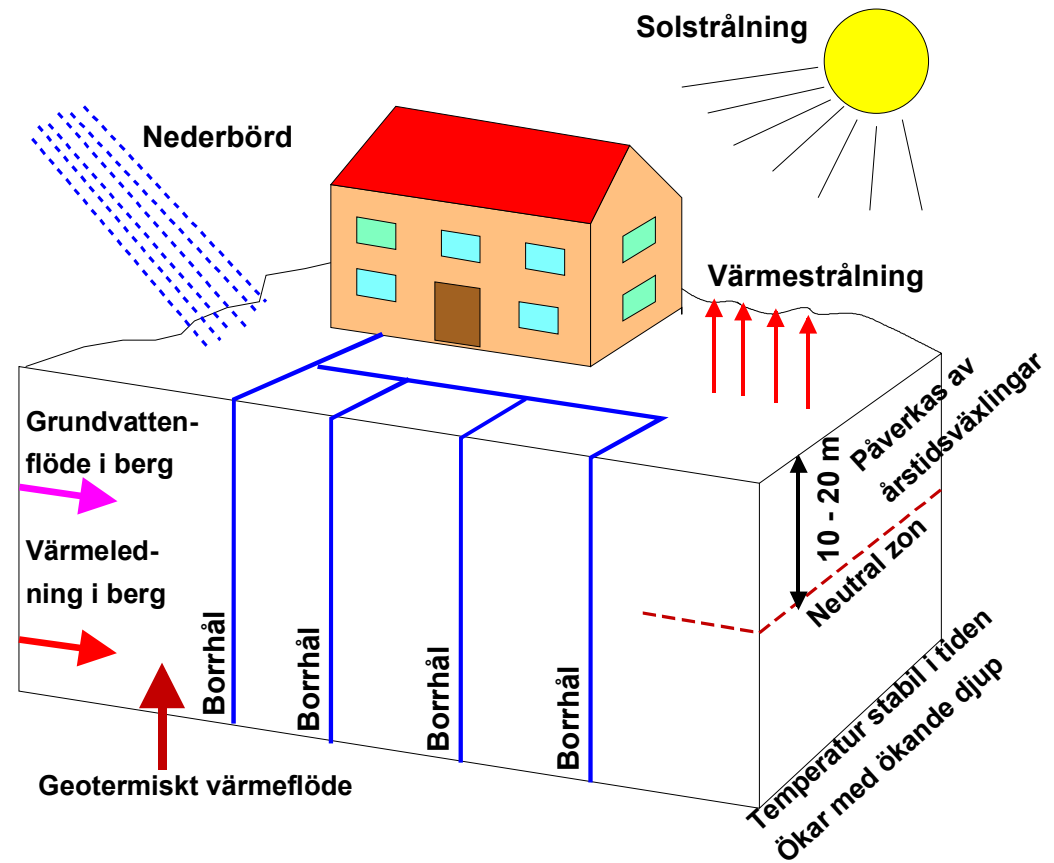 Solstrålning
Nederbörd
Värmestrålning
Grundvatten-
flöde i berg
Värmeled-
ning i berg
Påverkas av
årstidsväxlingar
10 - 20 m
Neutral zon
Borrhål
Borrhål
Borrhål
Borrhål
Temperatur stabil i tiden
Ökar med ökande djup
Geotermiskt värmeflöde